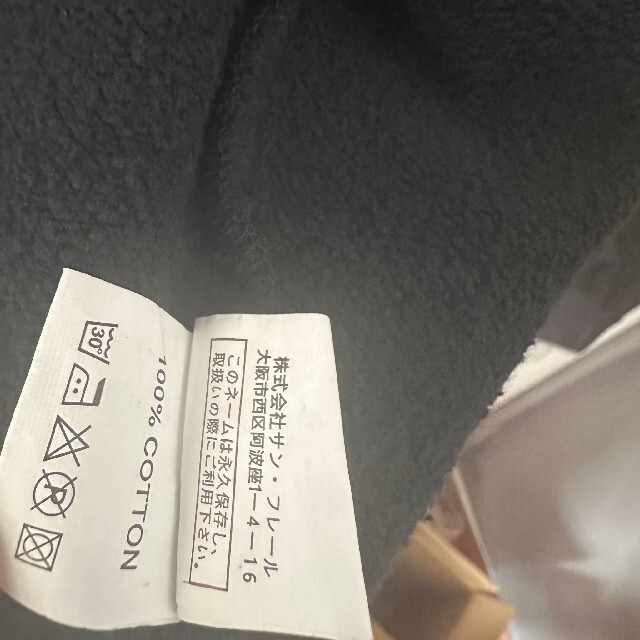 30°
100% COTTON
株式会社サン・フレール
大阪市西区阿波座1-4-16
このネームは永久保存し、
取扱いの際にご利用下さい。